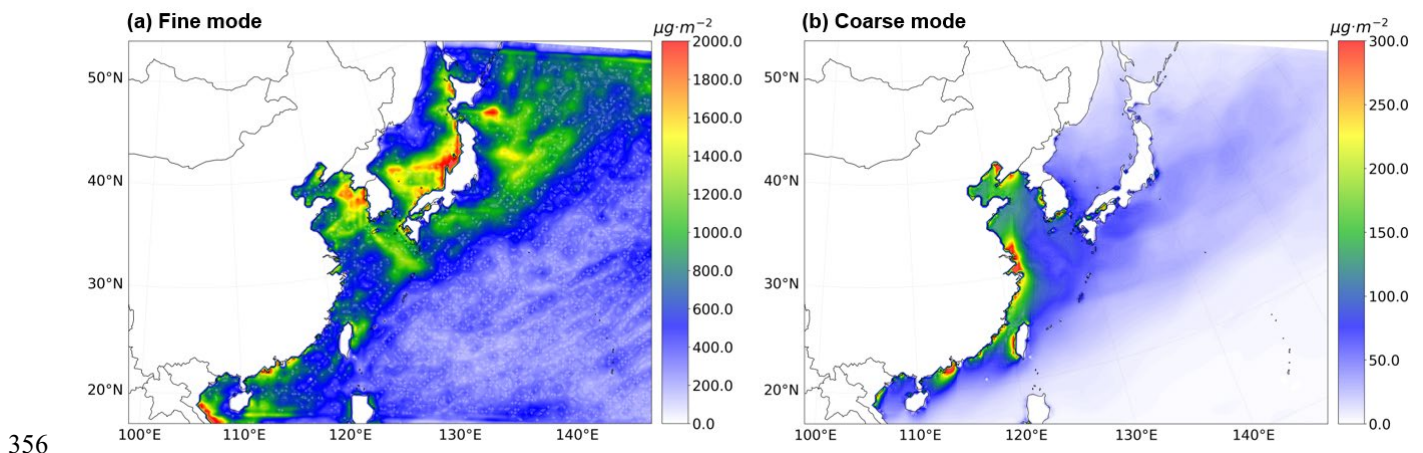 (a) Fine mode
μg·m⁻²
2000.0
1800.0
1600.0
1400.0
1200.0
1000.0
800.0
600.0
400.0
200.0
0.0
50°N
40°N
30°N
20°N
100°E 110°E 120°E 130°E 140°E
(b) Coarse mode
μg·m⁻²
300.0
250.0
200.0
150.0
100.0
50.0
0.0
50°N
40°N
30°N
20°N
100°E 110°E 120°E 130°E 140°E
356